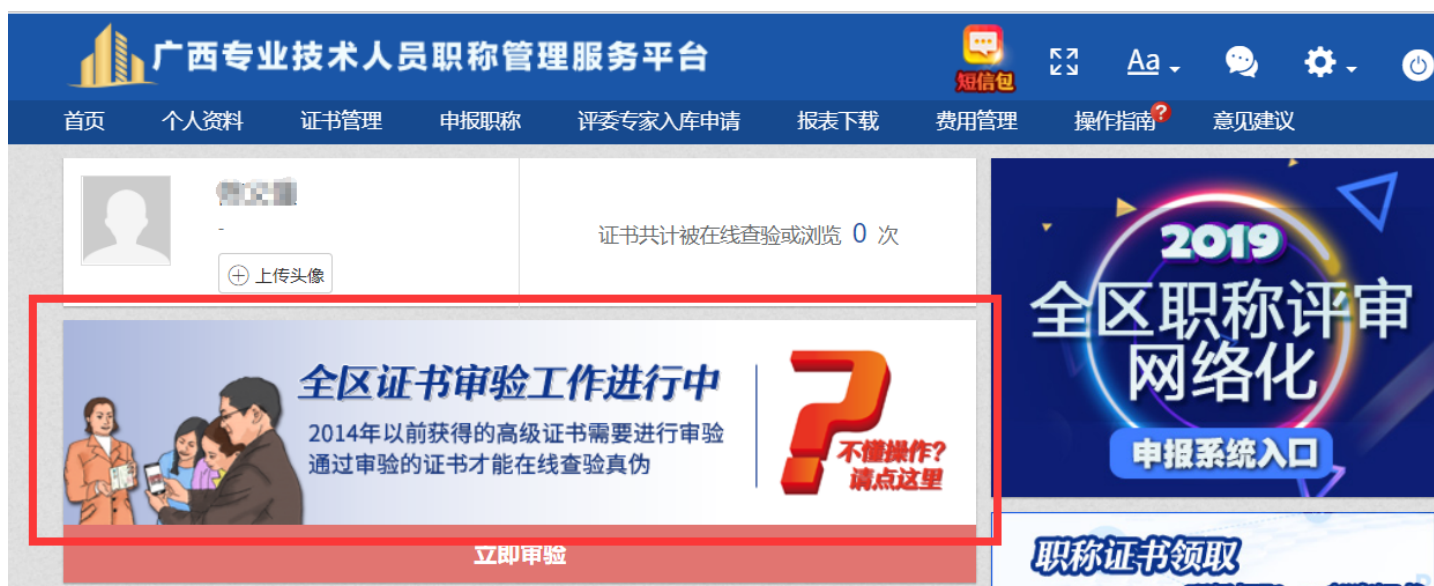 广西专业技术人员职称管理服务平台
短信包
Aa
首页 个人资料 证书管理 申报职称 评委专家入库申请 报表下载 费用管理 操作指南? 意见建议
-
上传头像
证书共计被在线查验或浏览 0 次
全区证书审验工作进行中
2014年以前获得的高级证书需要进行审验
通过审验的证书才能在线查验真伪
?
不懂操作?
请点这里
立即审验
2019
全区职称评审
网络化
申报系统入口
职称证书领取